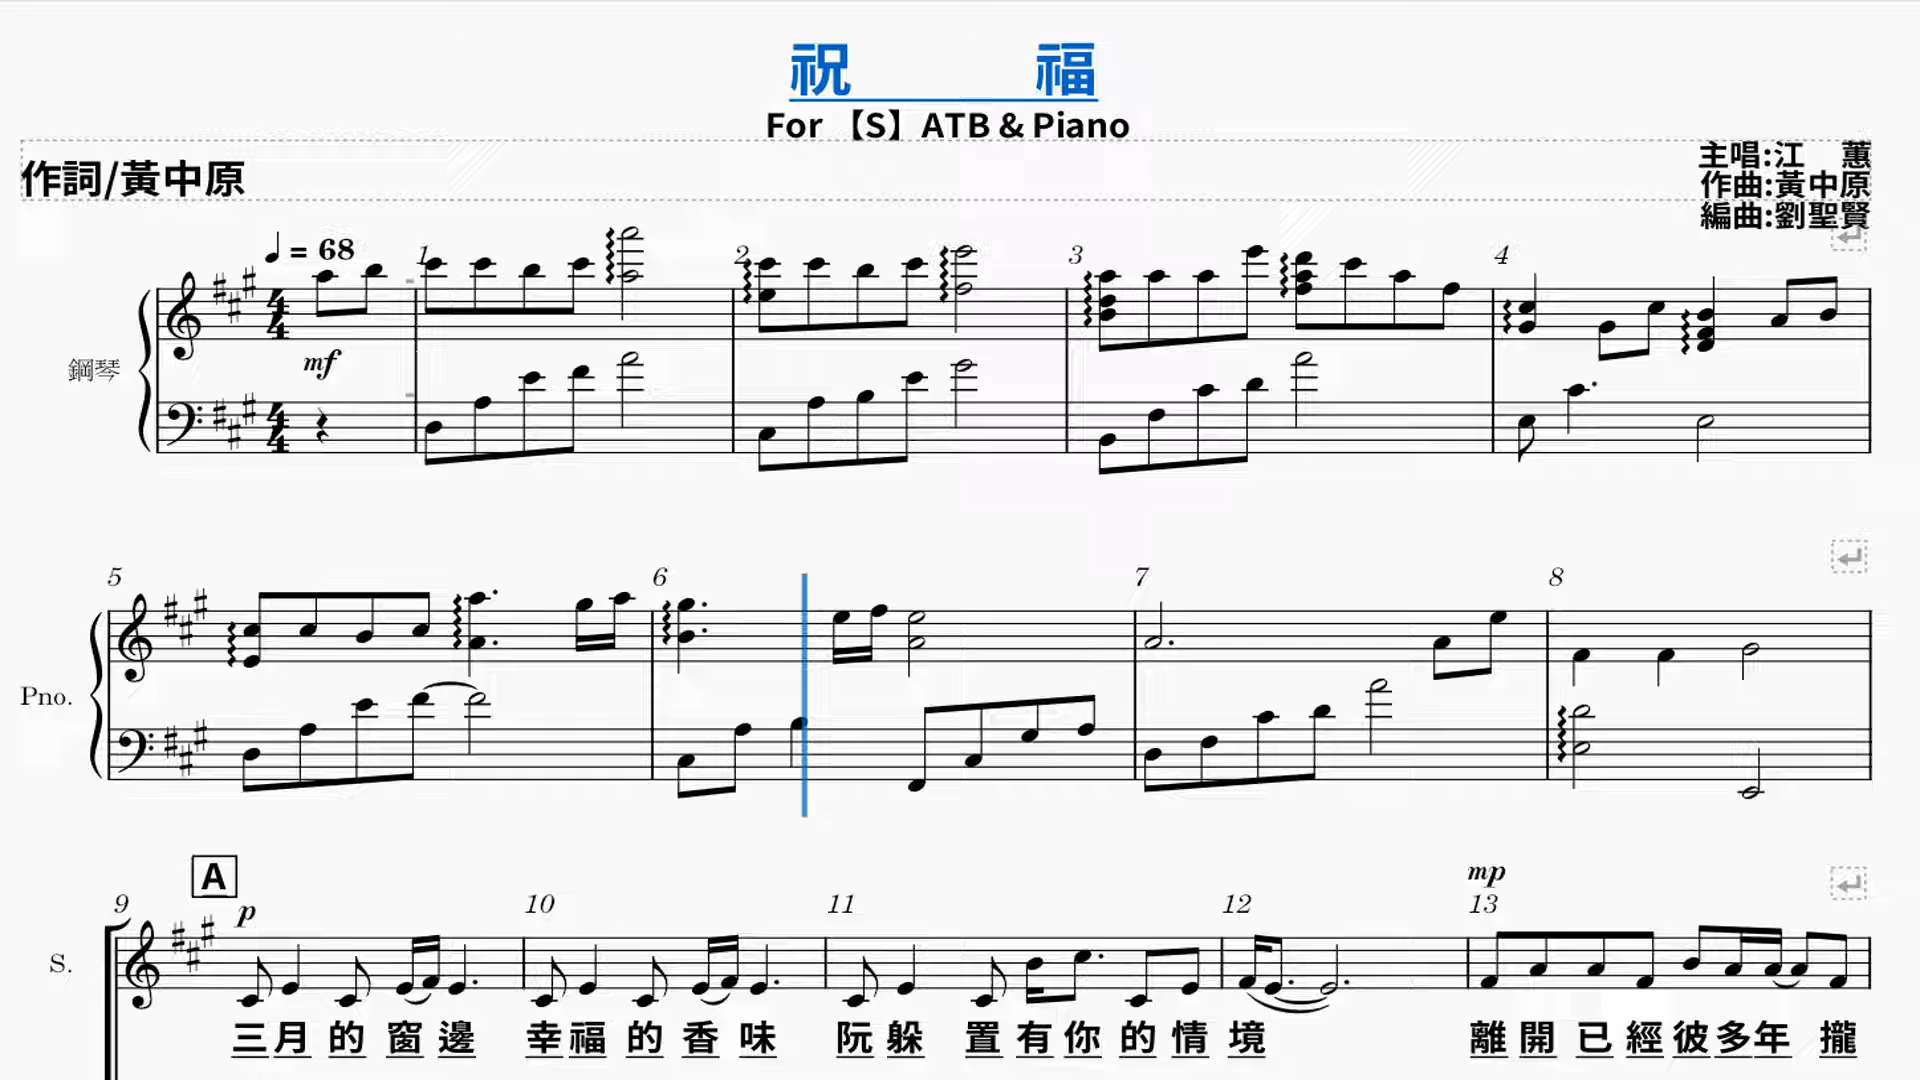 祝 福
For 【S】ATB & Piano
作詞/黃中原
主唱:江 蕙
作曲:黃中原
編曲:劉聖賢
= 68
1 2 3 4
鋼琴
mf
5 6 7 8
Pno.
A
mp
9 p 10 11 12 13
S.
三月 的 窗 邊 幸福 的 香 味 阮 躲 置 有 你 的 情 境 離 開 已 經 彼 多 年 攏